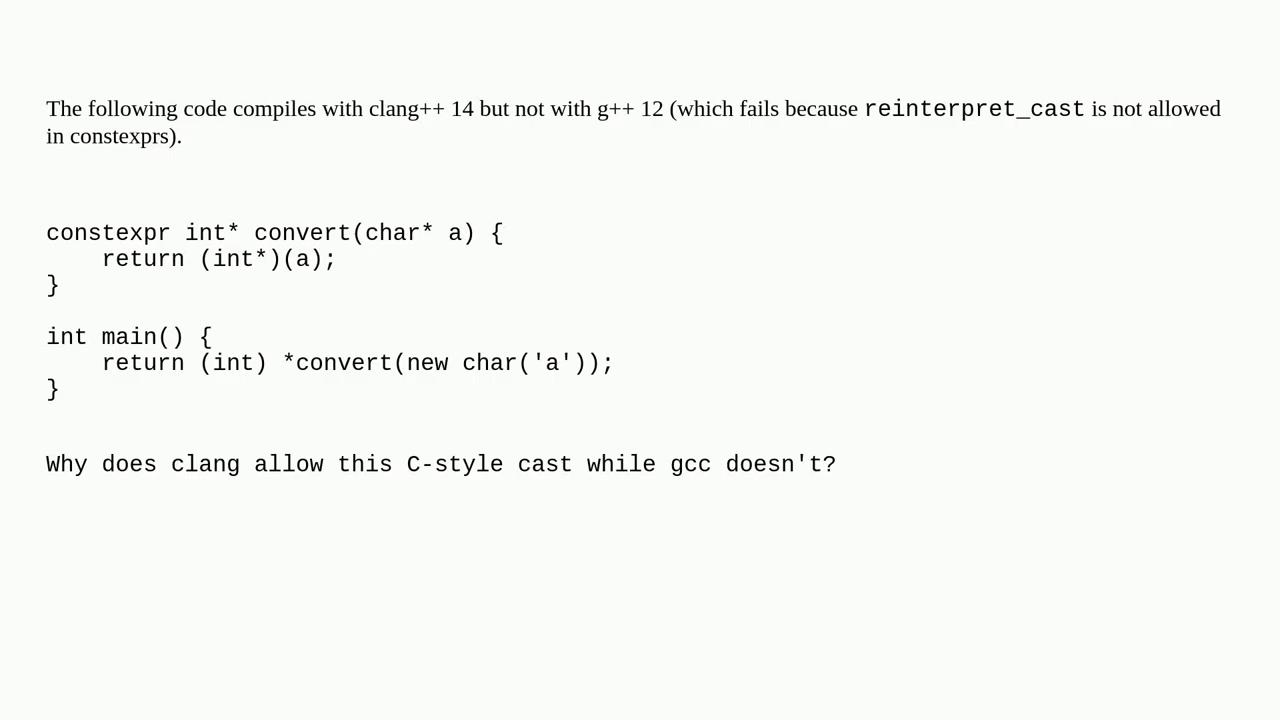 The following code compiles with clang++ 14 but not with g++ 12 (which fails because reinterpret_cast is not allowed
in constexprs).
constexpr int* convert(char* a) {
    return (int*)(a);
}
int main() {
    return (int) *convert(new char('a'));
}
Why does clang allow this C-style cast while gcc doesn't?